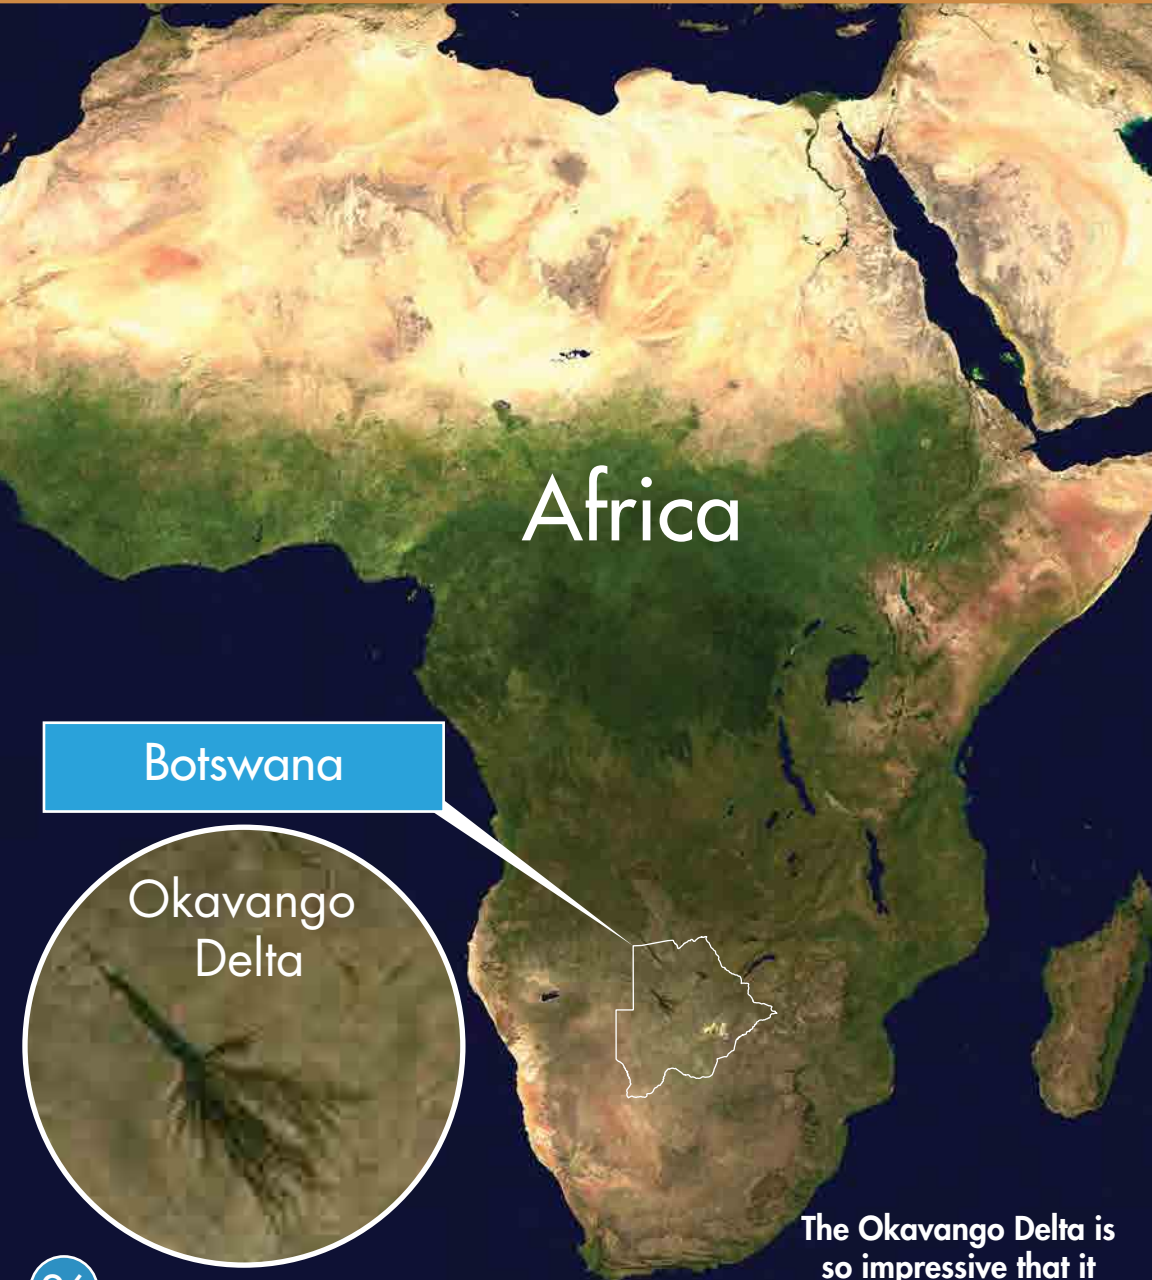 Africa
Botswana
Okavango
Delta
The Okavango Delta is
so impressive that it